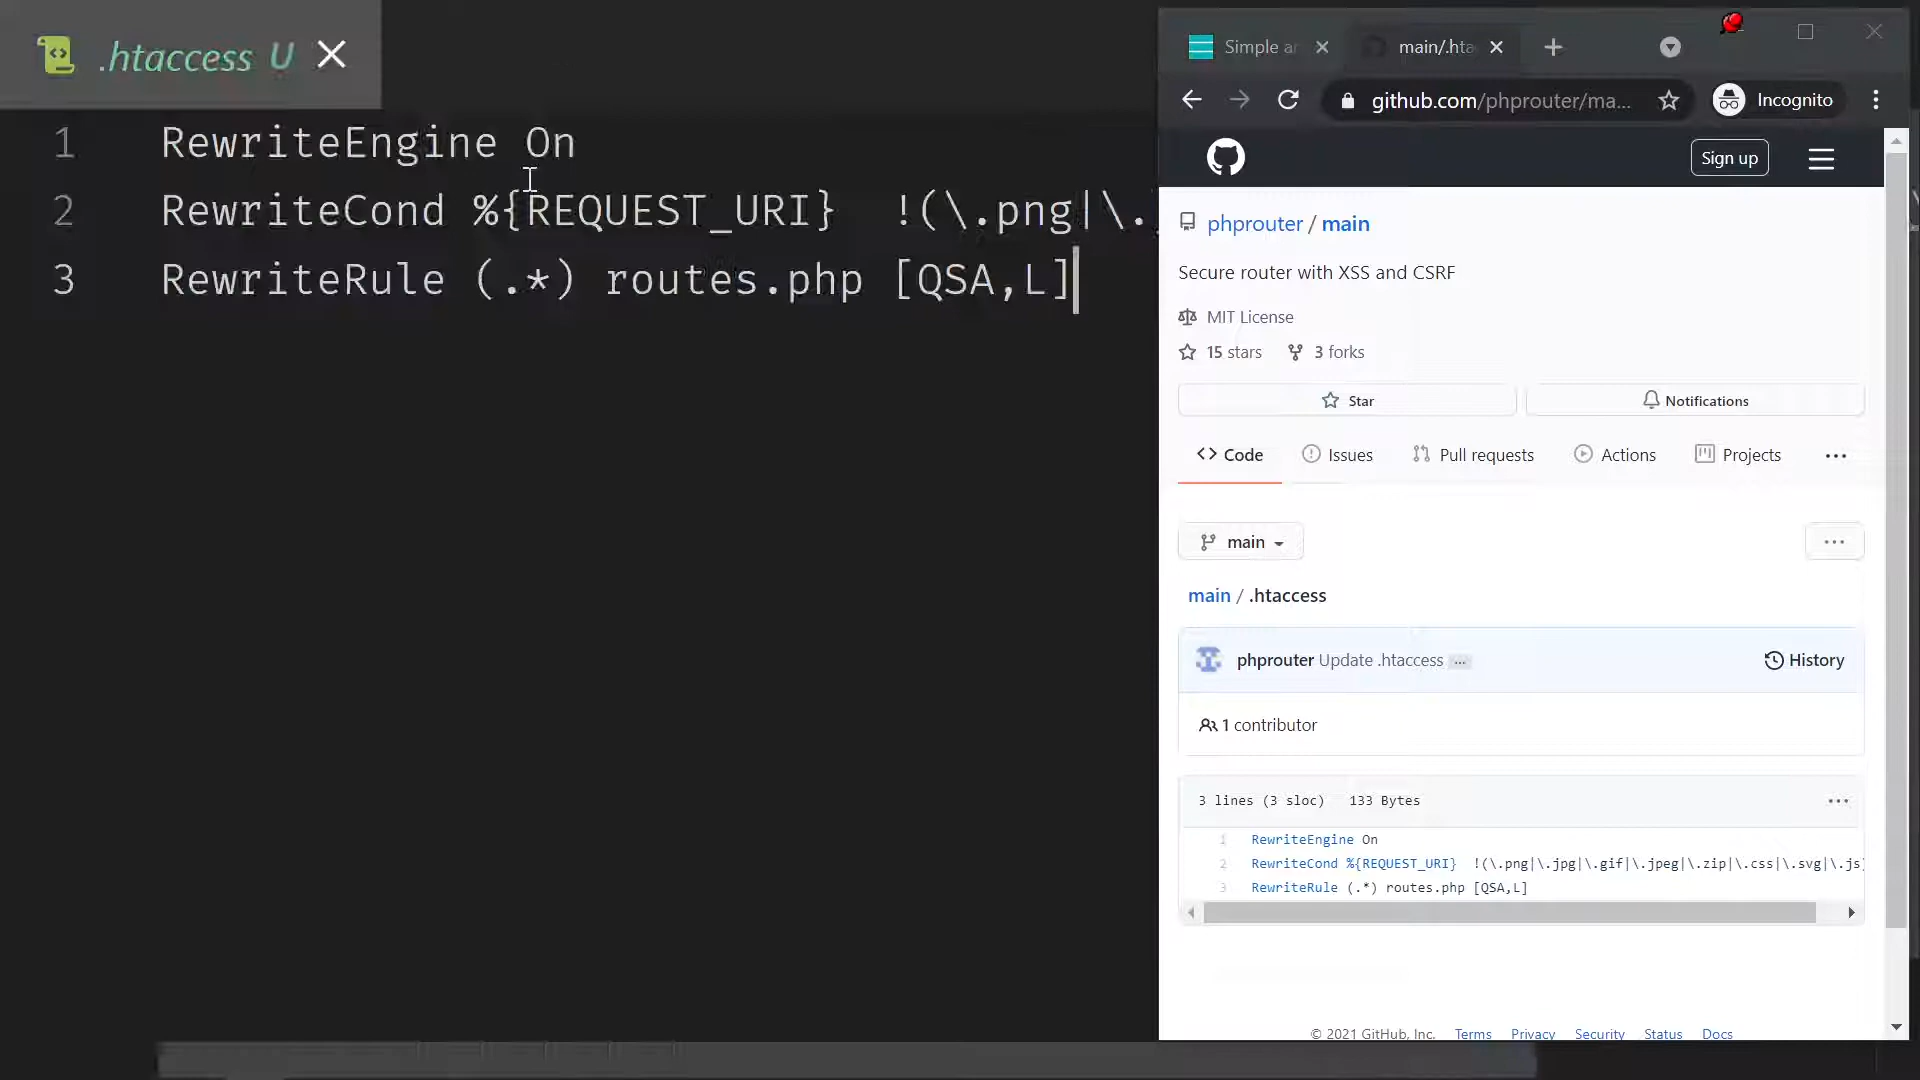 .htaccess U
1 RewriteEngine On
2 RewriteCond %{REQUEST_URI}  !(\.png|\.
3 RewriteRule (.*) routes.php [QSA,L]
Simple ar
main/.hta
github.com/phprouter/ma...
Incognito
Sign up
phprouter / main
Secure router with XSS and CSRF
MIT License
15 stars 3 forks
Star
Notifications
Code Issues Pull requests Actions Projects ...
main
...
main / .htaccess
phprouter Update .htaccess ...
History
1 contributor
3 lines (3 sloc) 133 Bytes
...
1 RewriteEngine On
2 RewriteCond %{REQUEST_URI}  !(\.png|\.jpg|\.gif|\.jpeg|\.zip|\.css|\.svg|\.js
3 RewriteRule (.*) routes.php [QSA,L]
© 2021 GitHub, Inc. Terms Privacy Security Status Docs